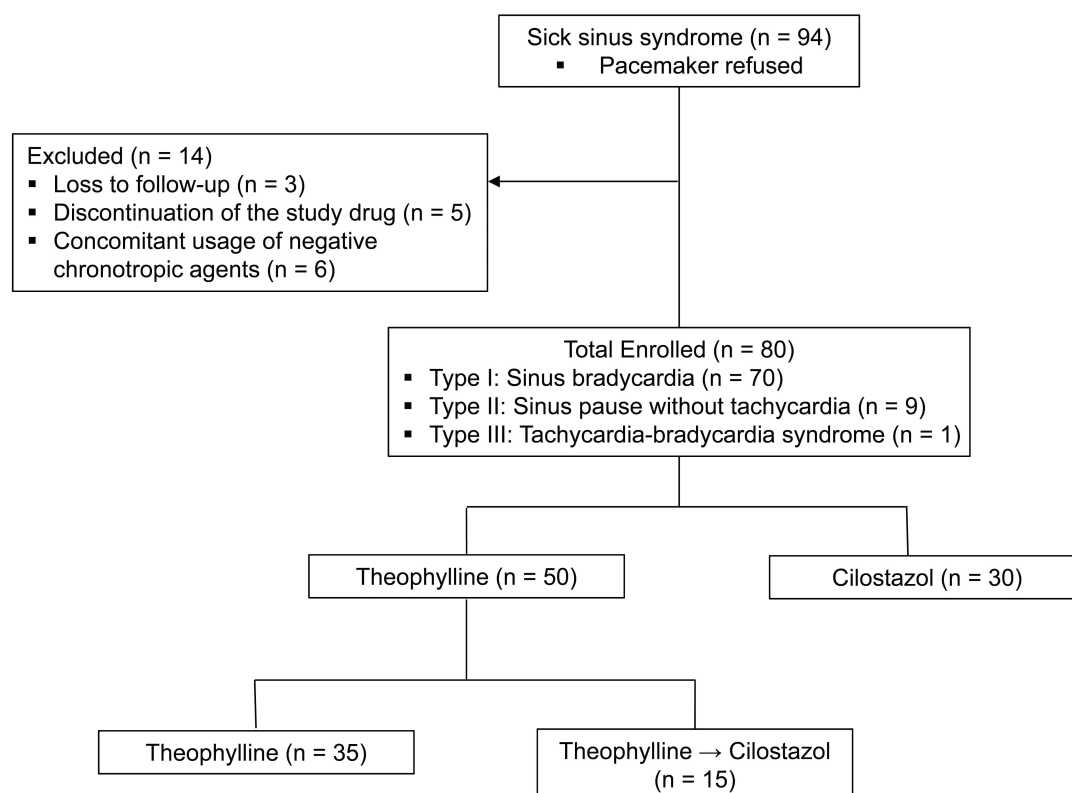 Sick sinus syndrome (n = 94)
▪ Pacemaker refused
Excluded (n = 14)
▪ Loss to follow-up (n = 3)
▪ Discontinuation of the study drug (n = 5)
▪ Concomitant usage of negative
chronotropic agents (n = 6)
Total Enrolled (n = 80)
▪ Type I: Sinus bradycardia (n = 70)
▪ Type II: Sinus pause without tachycardia (n = 9)
▪ Type III: Tachycardia-bradycardia syndrome (n = 1)
Theophylline (n = 50)
Cilostazol (n = 30)
Theophylline (n = 35)
Theophylline → Cilostazol
(n = 15)